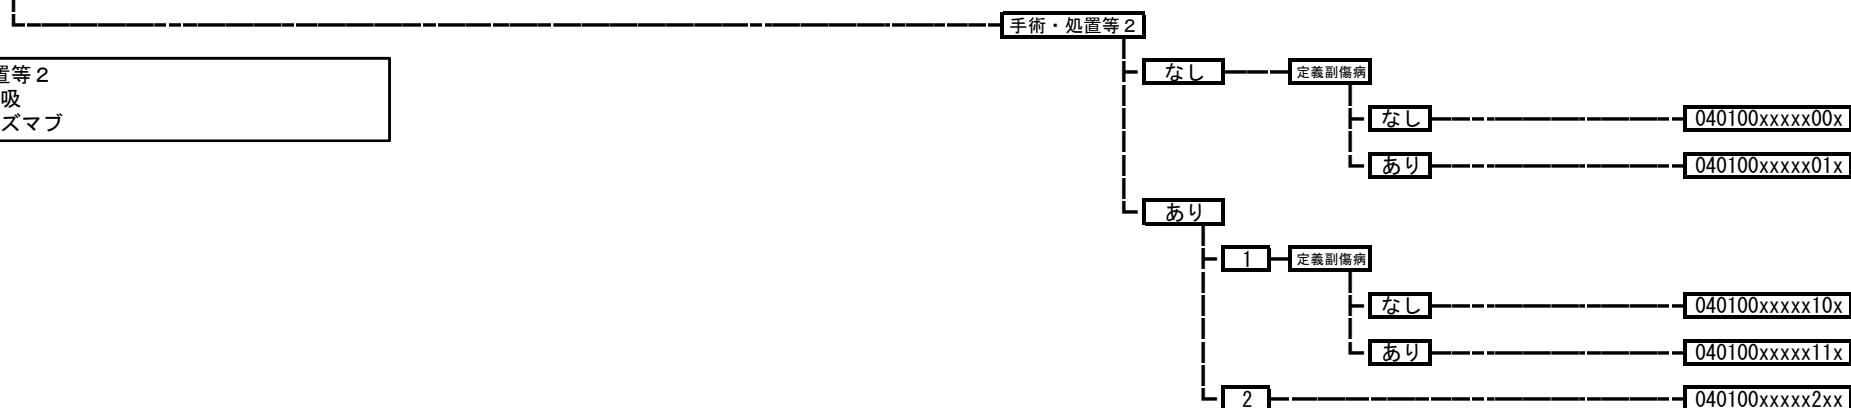 手術・処置等２
置等２
なし 定義副傷病
吸
ズマブ
なし 040100xxxxx00x
あり 040100xxxxx01x
あり
1 定義副傷病
なし 040100xxxxx10x
あり 040100xxxxx11x
2 040100xxxxx2xx